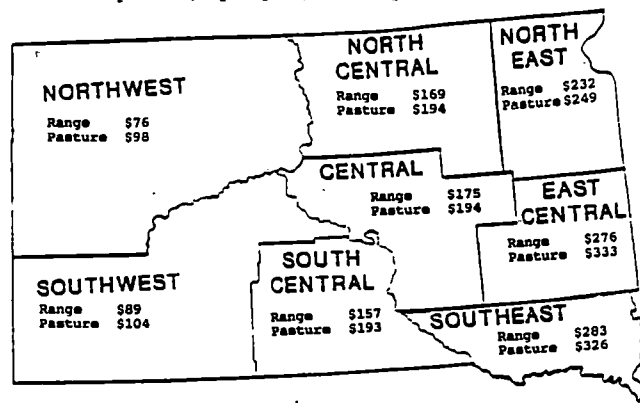 NORTHWEST
Range $76
Pasture $98
NORTH
CENTRAL
Range $169
Pasture $194
NORTH
EAST
Range $232
Pasture $249
CENTRAL
Range $175
Pasture $194
EAST
CENTRAL
Range $276
Pasture $333
SOUTHWEST
Range $89
Pasture $104
SOUTH
CENTRAL
Range $157
Pasture $193
SOUTHEAST
Range $283
Pasture $326